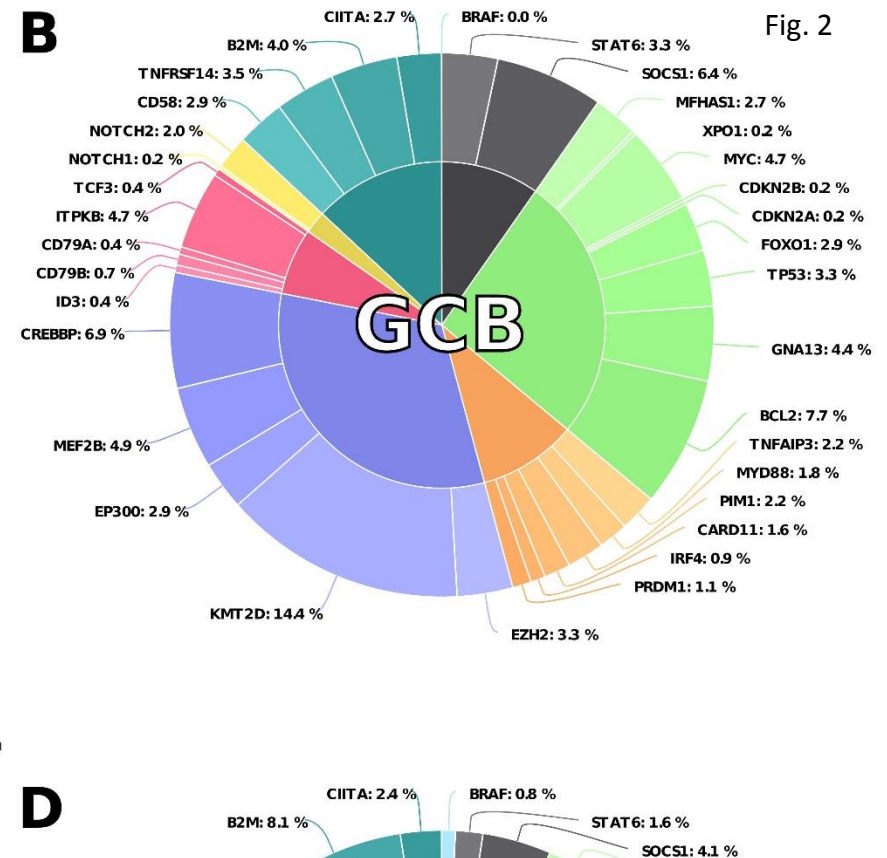 B
Fig. 2
CIITA: 2.7 %
BRAF: 0.0 %
B2M: 4.0 %
STAT6: 3.3 %
TNFRSF14: 3.5 %
SOCS1: 6.4 %
CD58: 2.9 %
MFHAS1: 2.7 %
NOTCH2: 2.0 %
XPO1: 0.2 %
NOTCH1: 0.2 %
MYC: 4.7 %
TCF3: 0.4 %
CDKN2B: 0.2 %
ITPKB: 4.7 %
CDKN2A: 0.2 %
CD79A: 0.4 %
FOXO1: 2.9 %
CD79B: 0.7 %
TP53: 3.3 %
ID3: 0.4 %
GCB
CREBBP: 6.9 %
GNA13: 4.4 %
BCL2: 7.7 %
MEF2B: 4.9 %
TNFAIP3: 2.2 %
MYD88: 1.8 %
EP300: 2.9 %
PIM1: 2.2 %
CARD11: 1.6 %
IRF4: 0.9 %
PRDM1: 1.1 %
KMT2D: 14.4 %
EZH2: 3.3 %
D
CIITA: 2.4 %
BRAF: 0.8 %
B2M: 8.1 %
STAT6: 1.6 %
SOCS1: 4.1 %